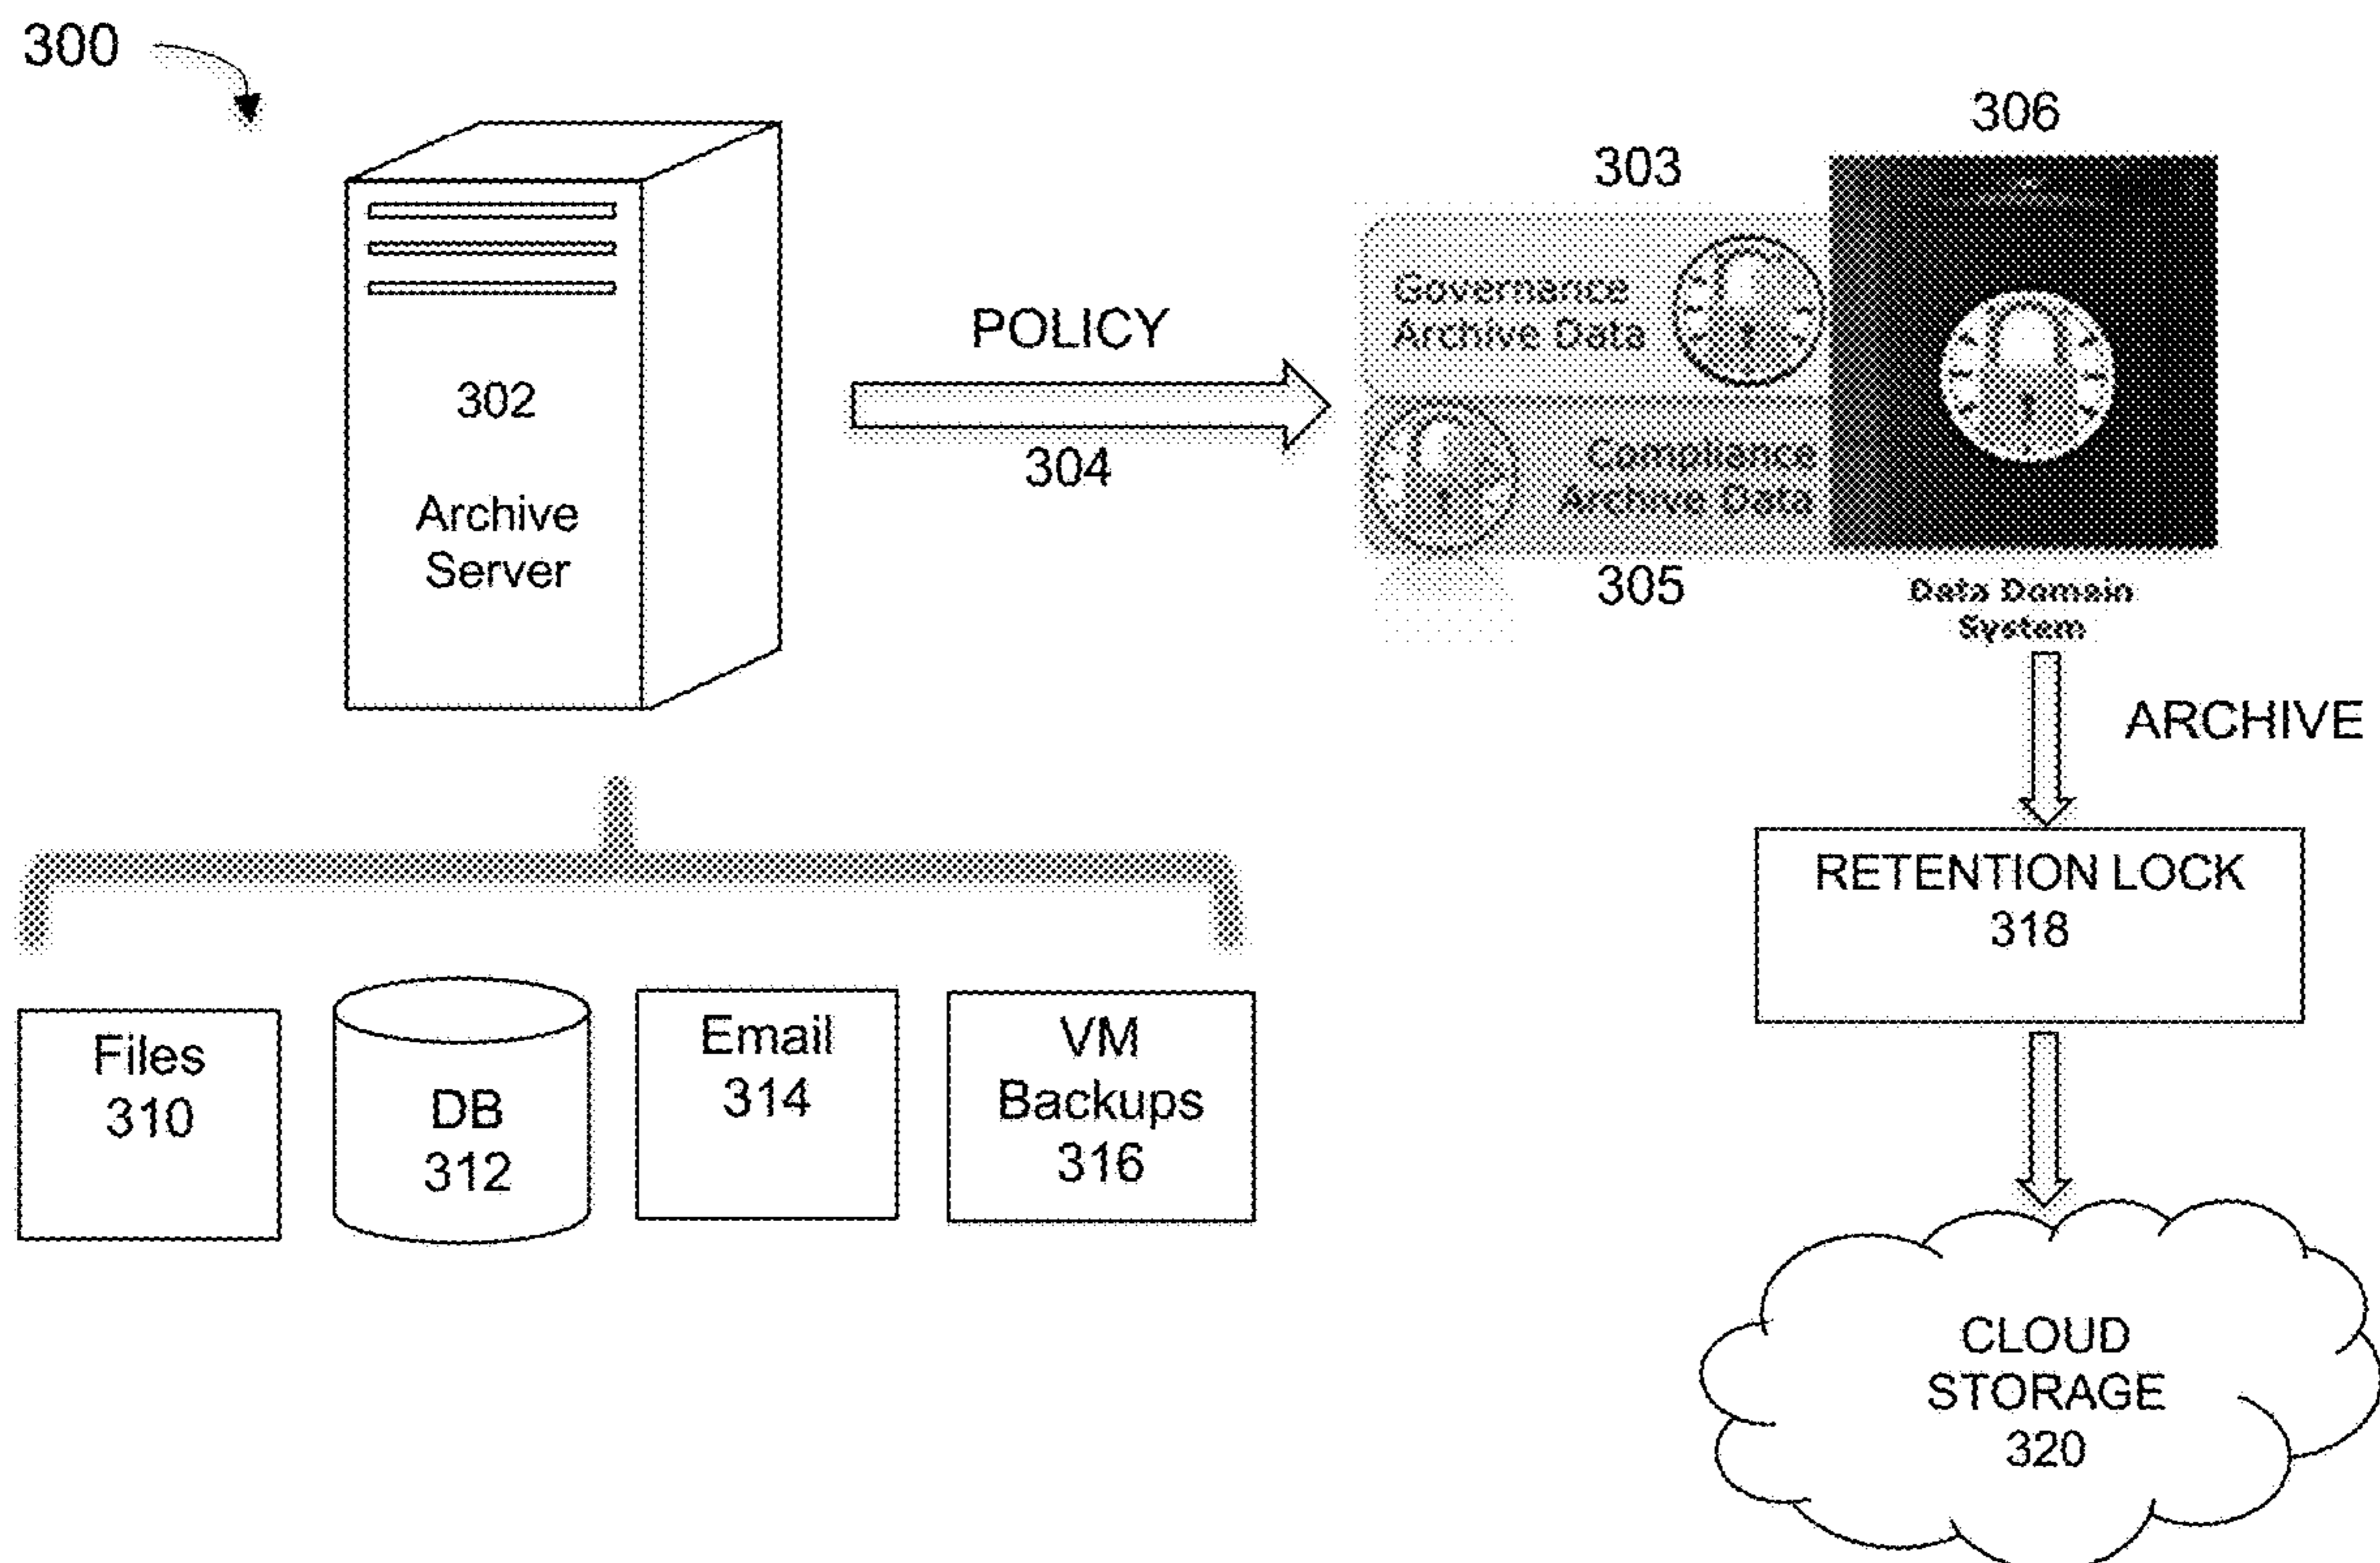 300
302
Archive
Server
POLICY
304
303
306
Governance
Archive Data
Compliance
Archive Data
305
Data Domain
System
ARCHIVE
RETENTION LOCK
318
Files
310
DB
312
Email
314
VM
Backups
316
CLOUD
STORAGE
320